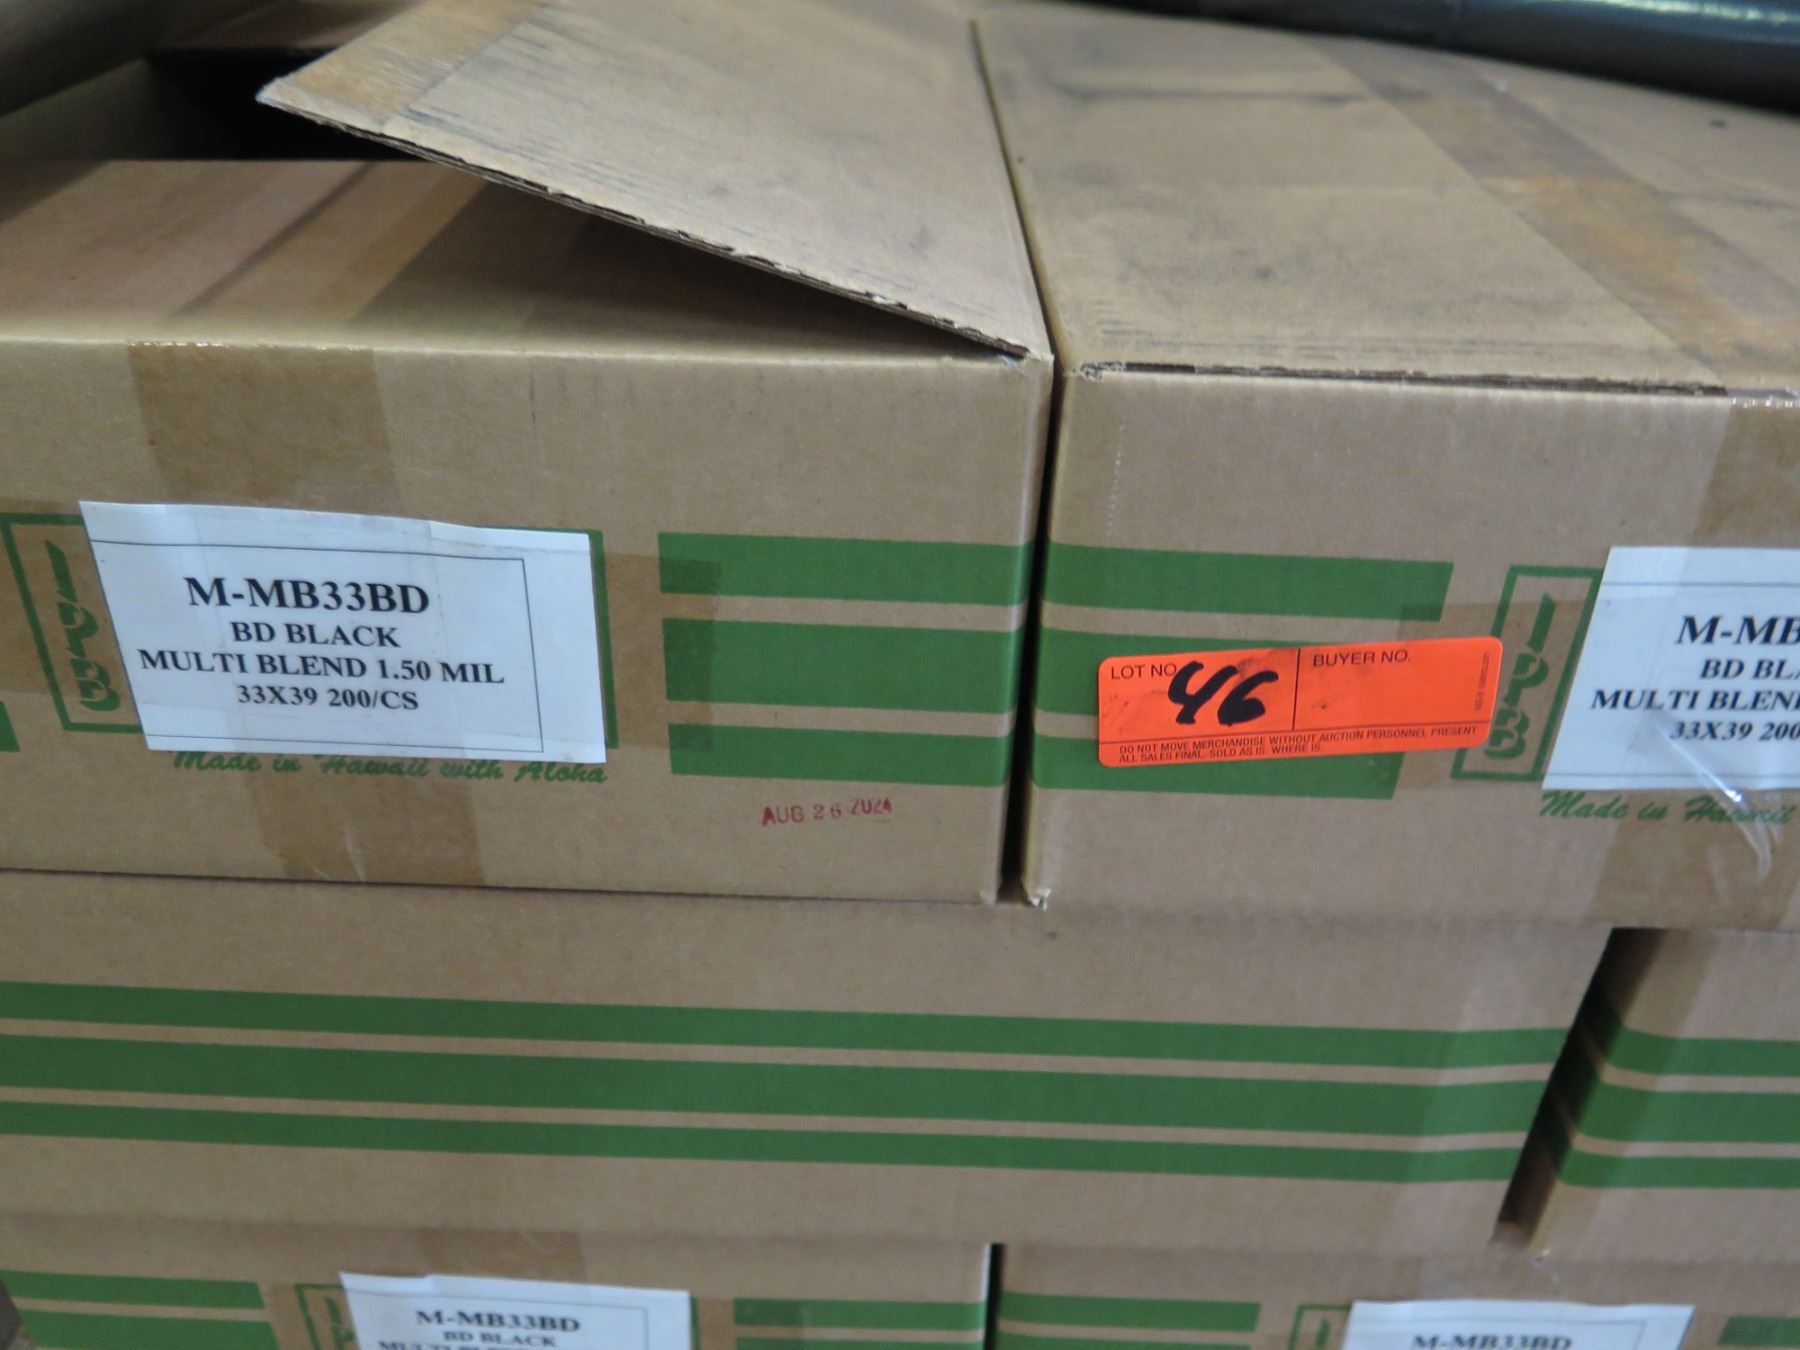 M-MB33BD
BD BLACK
MULTI BLEND 1.50 MIL
33X39 200/CS
IPB
Made in Hawaii with Aloha
AUG 26 2024
LOT NO. 46
BUYER NO.
DO NOT MOVE MERCHANDISE WITHOUT AUCTION PERSONNEL PRESENT
ALL SALES FINAL. SOLD AS IS. WHERE IS.
IPB
M-MB
BD BL
MULTI BLEN
33X39 200
Made in Hawaii
M-MB33BD
BD BLACK
M-MB33BD